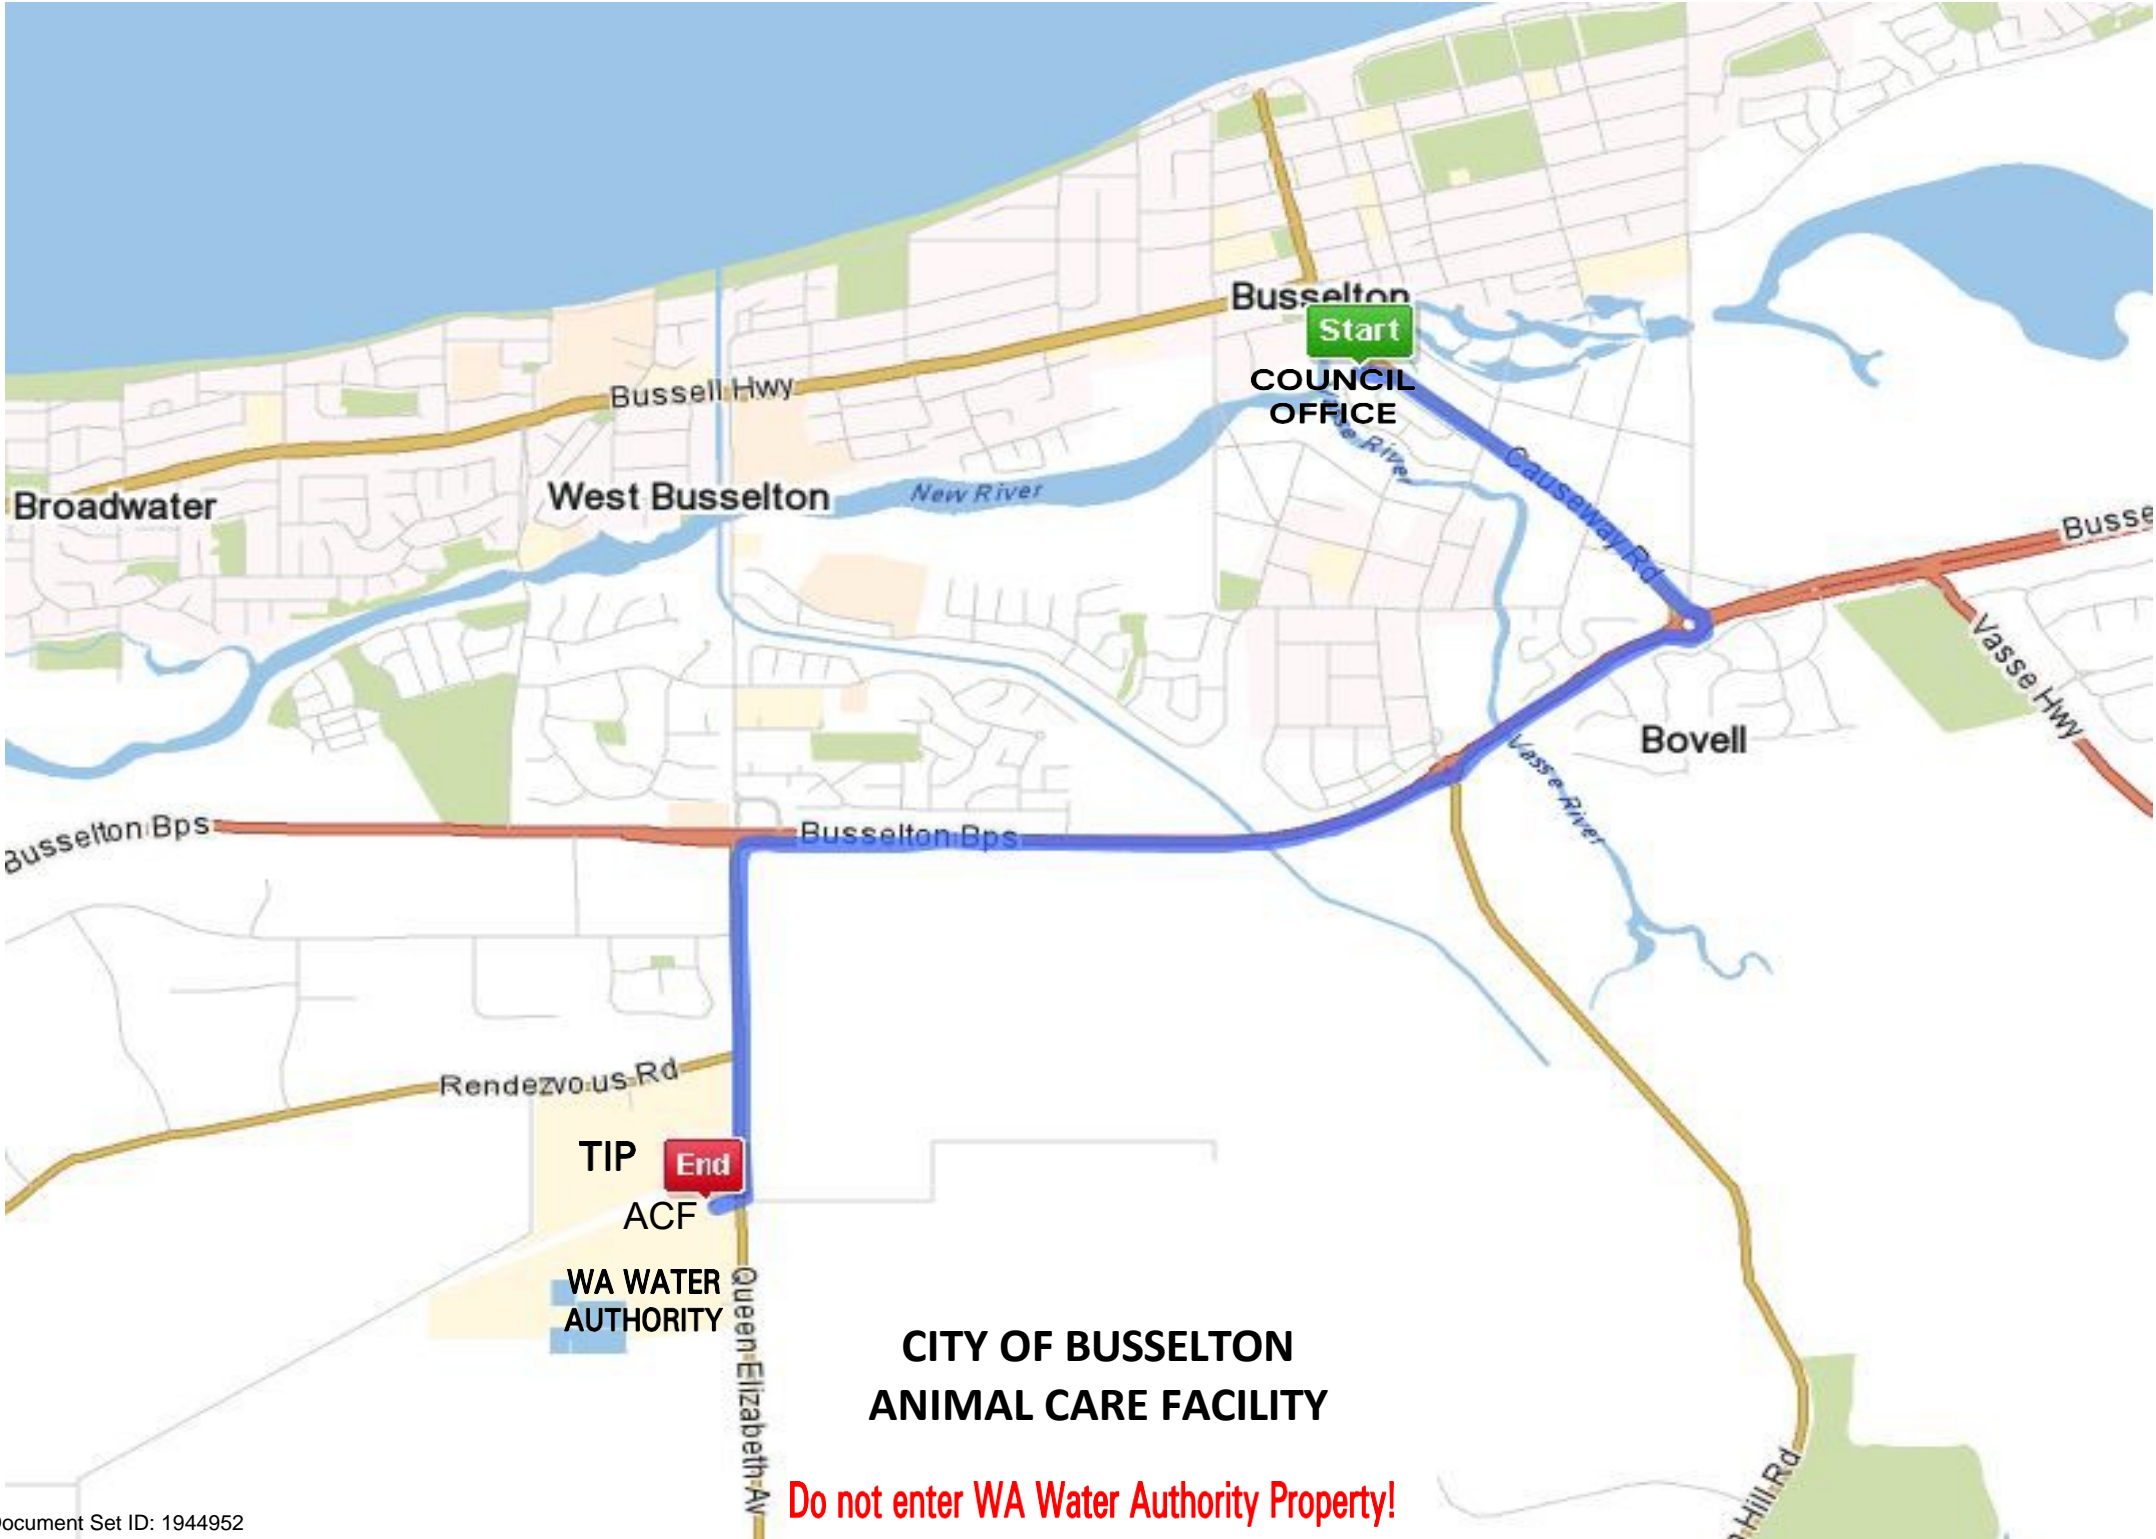 Busselton
Start
COUNCIL
OFFICE
Bussell Hwy
Broadwater
West Busselton
New River
River
Causeway Rd
Vasse Hwy
Bovell
Vasse River
Busselton Bps
Busselton Bps
Rendezvous Rd
TIP
End
ACF
WA WATER
AUTHORITY
Queen Elizabeth Av
CITY OF BUSSELTON
ANIMAL CARE FACILITY
Do not enter WA Water Authority Property!
Hill Rd
Document Set ID: 1944952